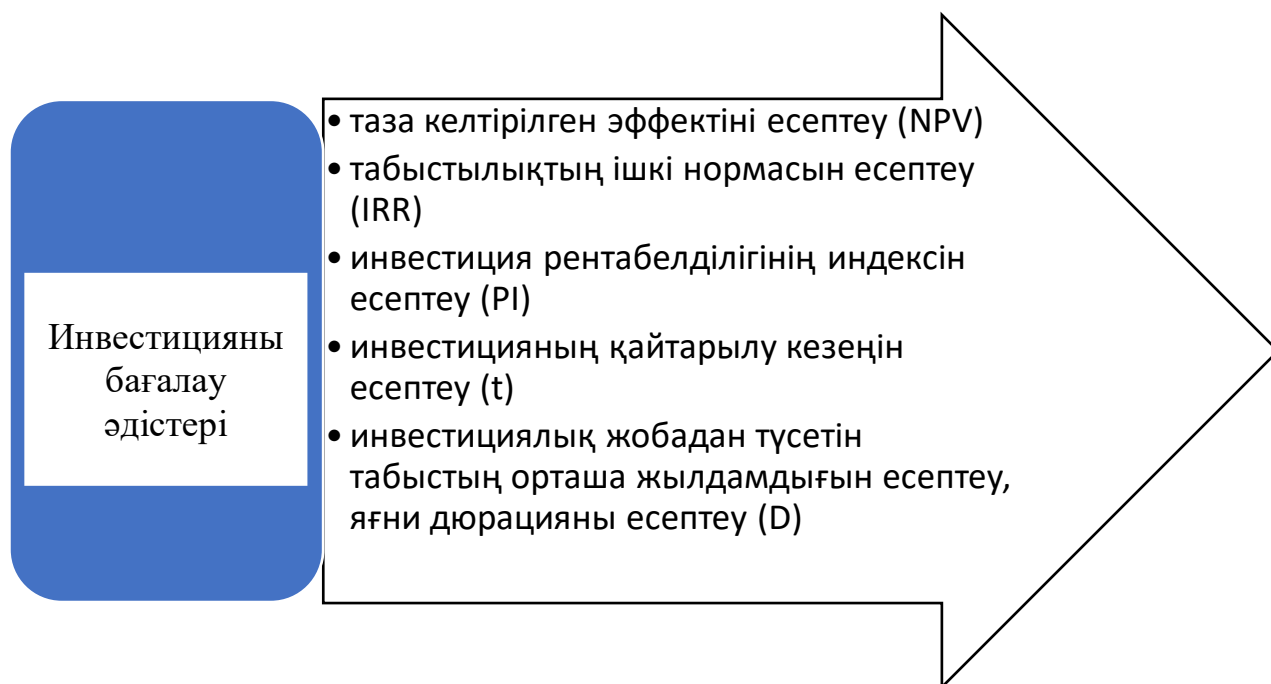 Инвестицияны
бағалау
әдістері
• таза келтірілген эффектіні есептеу (NPV)
• табыстылықтың ішкі нормасын есептеу
(IRR)
• инвестиция рентабелділігінің индексін
есептеу (PI)
• инвестицияның қайтарылу кезеңін
есептеу (t)
• инвестициялық жобадан түсетін
табыстың орташа жылдамдығын есептеу,
яғни дюрацияны есептеу (D)